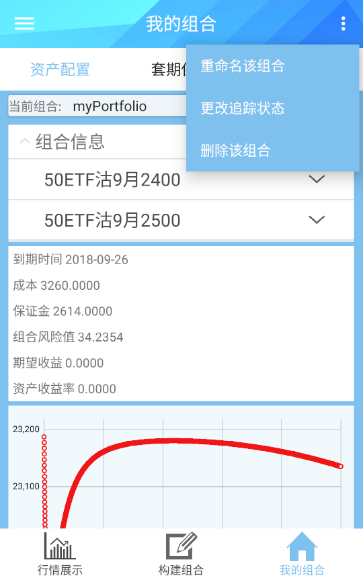 我的组合
重命名该组合
更改追踪状态
删除该组合
资产配置
套期
当前组合: myPortfolio
组合信息
50ETF沽9月2400
50ETF沽9月2500
到期时间 2018-09-26
成本 3260.0000
保证金 2614.0000
组合风险值 34.2354
期望收益 0.0000
资产收益率 0.0000
23,200
23,100
行情展示
构建组合
我的组合